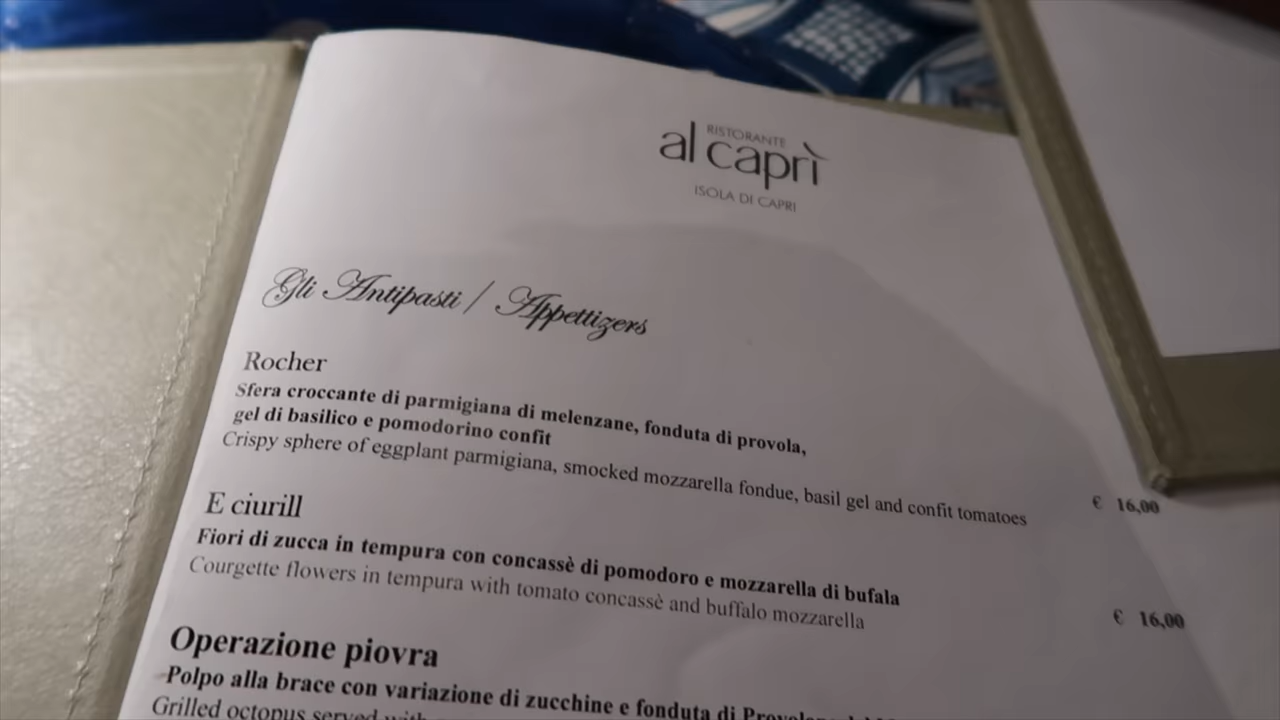 RISTORANTE
al caprì
ISOLA DI CAPRI
Gli Antipasti / Appettizers
Rocher
Sfera croccante di parmigiana di melenzane, fonduta di provola,
gel di basilico e pomodorino confit
Crispy sphere of eggplant parmigiana, smocked mozzarella fondue, basil gel and confit tomatoes
€ 16,00
E ciurill
Fiori di zucca in tempura con concassè di pomodoro e mozzarella di bufala
Courgette flowers in tempura with tomato concassè and buffalo mozzarella
€ 16,00
Operazione piovra
Polpo alla brace con variazione di zucchine e fonduta di
Grilled octopus served with